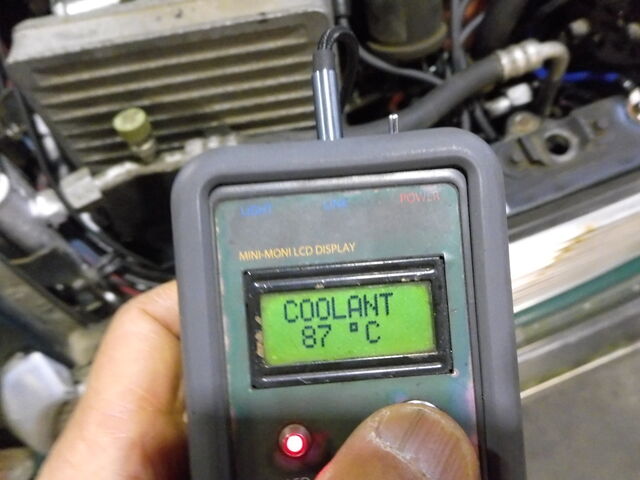 LIGHT LINE POWER
MINI-MONI LCD DISPLAY
COOLANT
87 °C